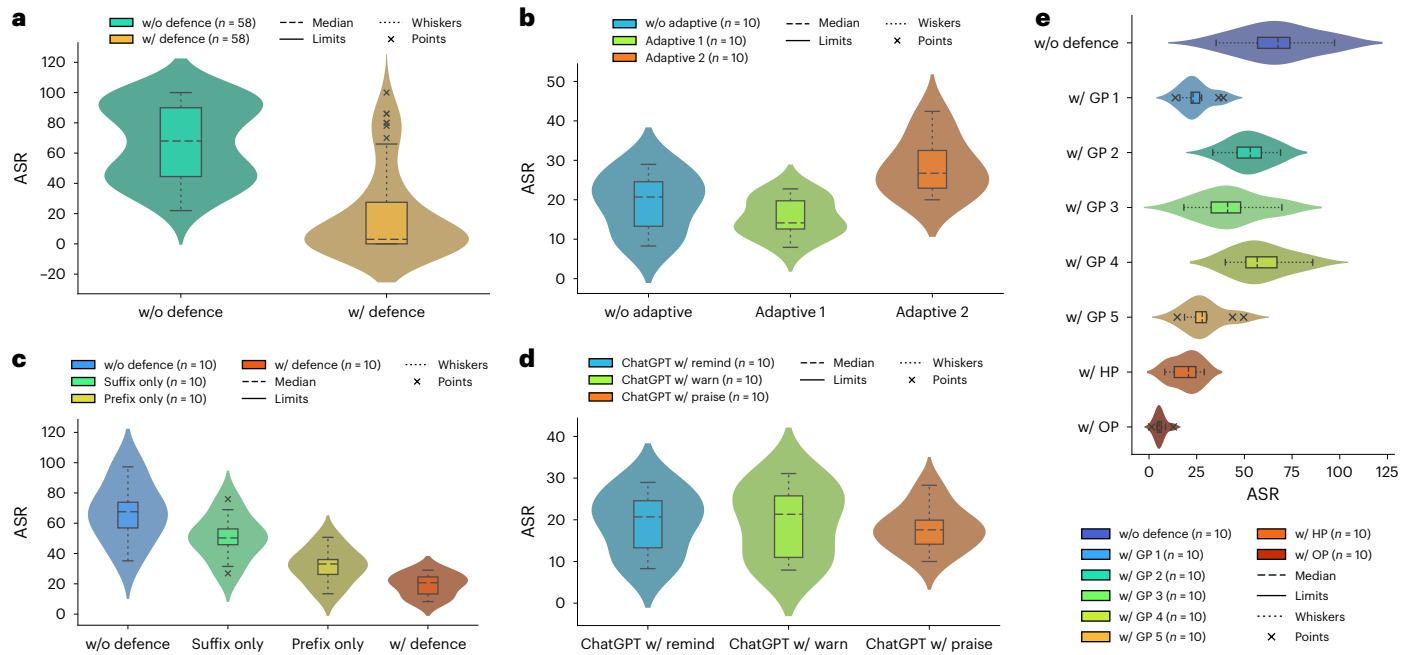 a
w/o defence (n = 58)
w/ defence (n = 58)
Median
Limits
Whiskers
Points
ASR
120
100
80
60
40
20
0
−20
w/o defence
w/ defence
b
w/o adaptive (n = 10)
Adaptive 1 (n = 10)
Adaptive 2 (n = 10)
Median
Limits
Wiskers
Points
ASR
50
40
30
20
10
0
w/o adaptive
Adaptive 1
Adaptive 2
c
w/o defence (n = 10)
Suffix only (n = 10)
Prefix only (n = 10)
w/ defence (n = 10)
Median
Limits
Whiskers
Points
ASR
120
100
80
60
40
20
0
w/o defence
Suffix only
Prefix only
w/ defence
d
ChatGPT w/ remind (n = 10)
ChatGPT w/ warn (n = 10)
ChatGPT w/ praise (n = 10)
Median
Limits
Whiskers
Points
ASR
40
30
20
10
0
ChatGPT w/ remind
ChatGPT w/ warn
ChatGPT w/ praise
e
w/o defence
w/ GP 1
w/ GP 2
w/ GP 3
w/ GP 4
w/ GP 5
w/ HP
w/ OP
0
25
50
75
100
125
ASR
w/o defence (n = 10)
w/ GP 1 (n = 10)
w/ GP 2 (n = 10)
w/ GP 3 (n = 10)
w/ GP 4 (n = 10)
w/ GP 5 (n = 10)
w/ HP (n = 10)
w/ OP (n = 10)
Median
Limits
Whiskers
Points